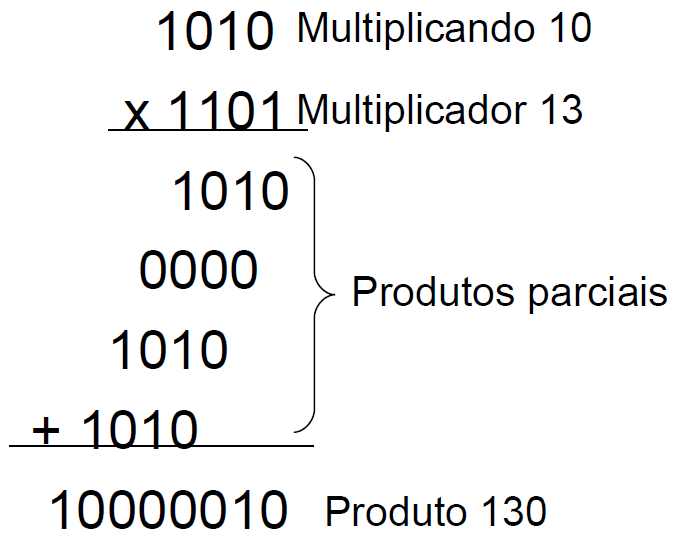 1010 Multiplicando 10
x 1101 Multiplicador 13
1010
0000
Produtos parciais
1010
+ 1010
10000010 Produto 130